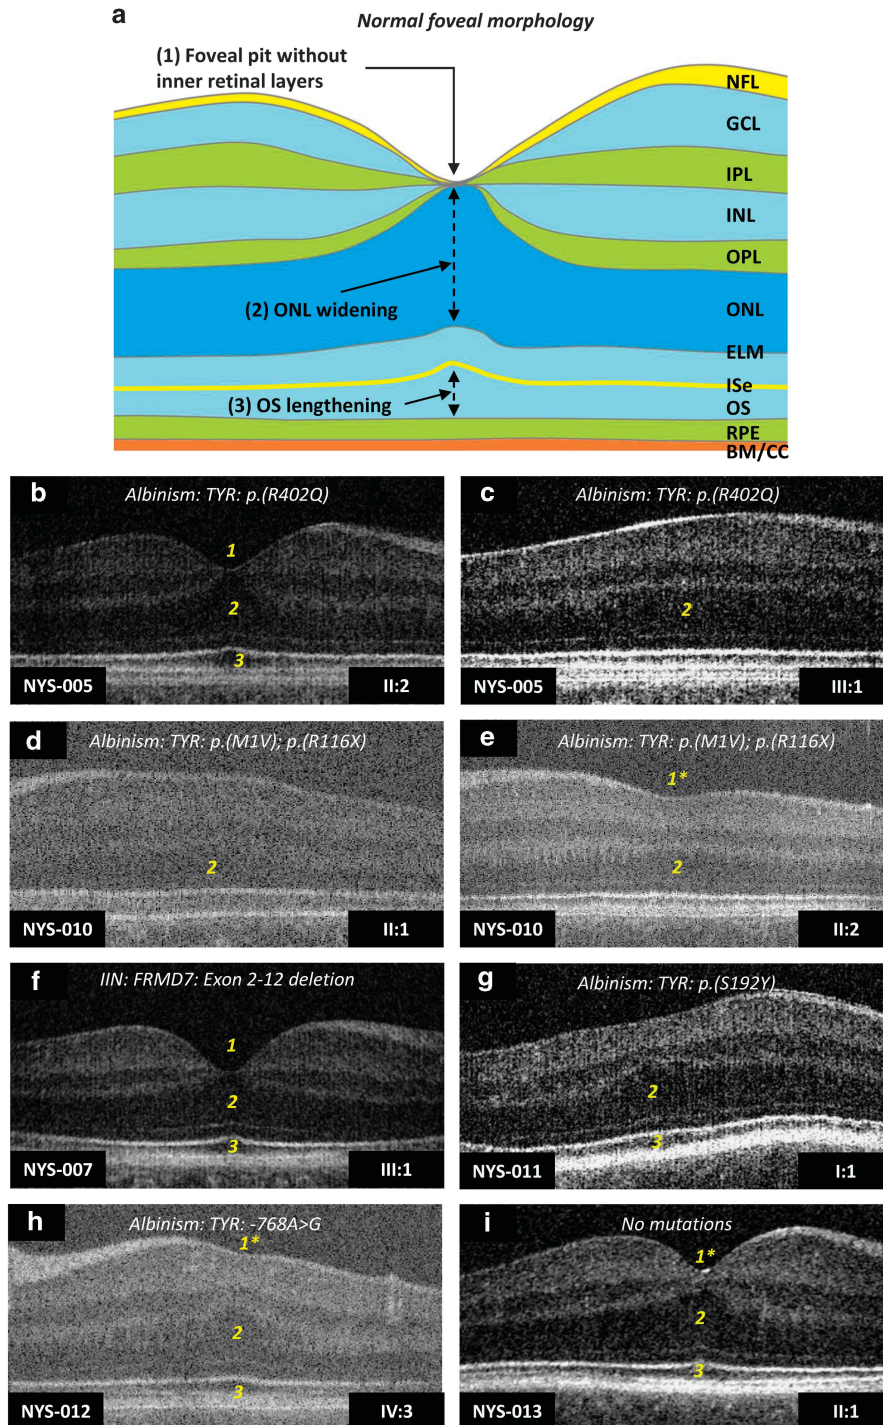 a
Normal foveal morphology
(1) Foveal pit without
inner retinal layers
NFL
GCL
IPL
INL
OPL
(2) ONL widening
ONL
ELM
ISe
(3) OS lengthening
OS
RPE
BM/CC
b
Albinism: TYR: p.(R402Q)
1
2
3
NYS-005
II:2
c
Albinism: TYR: p.(R402Q)
2
NYS-005
III:1
d
Albinism: TYR: p.(M1V); p.(R116X)
2
NYS-010
II:1
e
Albinism: TYR: p.(M1V); p.(R116X)
1*
2
NYS-010
II:2
f
IIN: FRMD7: Exon 2-12 deletion
1
2
3
NYS-007
III:1
g
Albinism: TYR: p.(S192Y)
2
3
NYS-011
I:1
h
Albinism: TYR: -768A>G
1*
2
3
NYS-012
IV:3
i
No mutations
1*
2
3
NYS-013
II:1